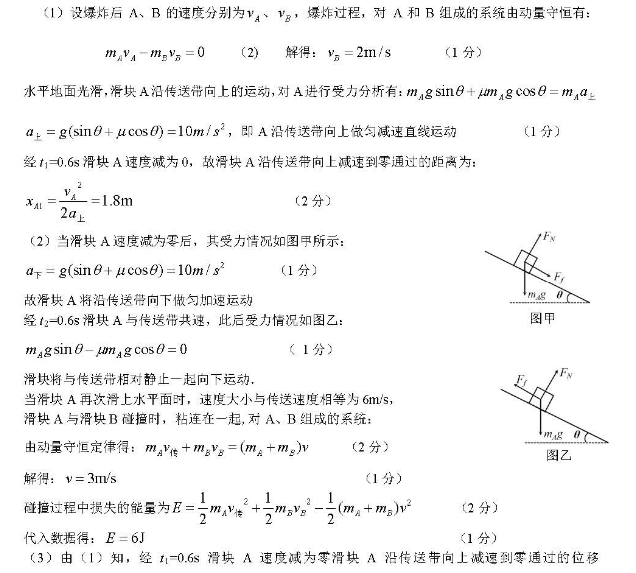 (1) 设爆炸后 A、B 的速度分别为v_A、v_B，爆炸过程，对 A 和 B 组成的系统由动量守恒有：
m_A v_A − m_B v_B = 0 (2) 解得：v_B = 2m/s (1 分)
水平地面光滑，滑块 A 沿传送带向上的运动，对 A 进行受力分析有：m_A g sin θ + μm_A g cos θ = m_A a_上
a_上 = g(sin θ + μ cos θ) = 10m/s²，即 A 沿传送带向上做匀减速直线运动 (1 分)
经 t₁=0.6s 滑块 A 速度减为 0，故滑块 A 沿传送带向上减速到零通过的距离为：
x_A1 = v_A²/2a_上 = 1.8m (2 分)
(2) 当滑块 A 速度减为零后，其受力情况如图甲所示：
a_下 = g(sin θ + μ cos θ) = 10m/s² (1 分)
故滑块 A 将沿传送带向下做匀加速运动
经 t₂=0.6s 滑块 A 与传送带共速，此后受力情况如图乙：
F_N
F_f
m_A g θ
图甲
m_A g sin θ − μm_A g cos θ = 0 (1 分)
滑块将与传送带相对静止一起向下运动．
当滑块 A 再次滑上水平面时，速度大小与传送速度相等为 6m/s，
滑块 A 与滑块 B 碰撞时，粘连在一起, 对 A、B 组成的系统：
F_f F_N
m_A g θ
图乙
由动量守恒定律得：m_A v_传 + m_B v_B = (m_A + m_B)v (2 分)
解得：v = 3m/s (1 分)
碰撞过程中损失的能量为 E = 1/2 m_A v_传² + 1/2 m_B v_B² − 1/2 (m_A + m_B)v² (2 分)
代入数据得：E = 6J (1 分)
(3) 由（1）知，经 t₁=0.6s 滑块 A 速度减为零滑块 A 沿传送带向上减速到零通过的位移